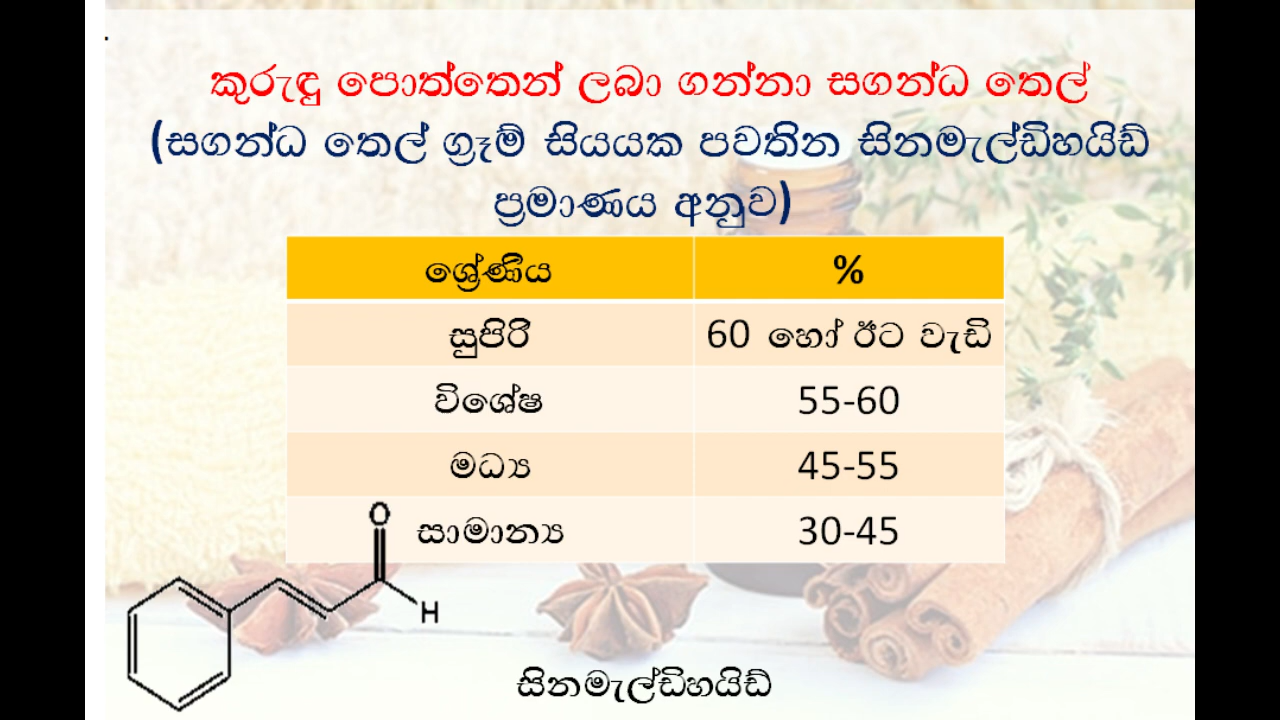 කුරුඳු පොත්තෙන් ලබා ගන්නා සගන්ධ තෙල්
(සගන්ධ තෙල් ග්‍රෑම් සියයක පවතින සිනමැල්ඩිහයිඩ්
ප්‍රමාණය අනුව)
ශ්‍රේණිය %
සුපිරි 60 හෝ ඊට වැඩි
විශේෂ 55-60
මධ්‍ය 45-55
සාමාන්‍ය 30-45
O
H
සිනමැල්ඩිහයිඩ්